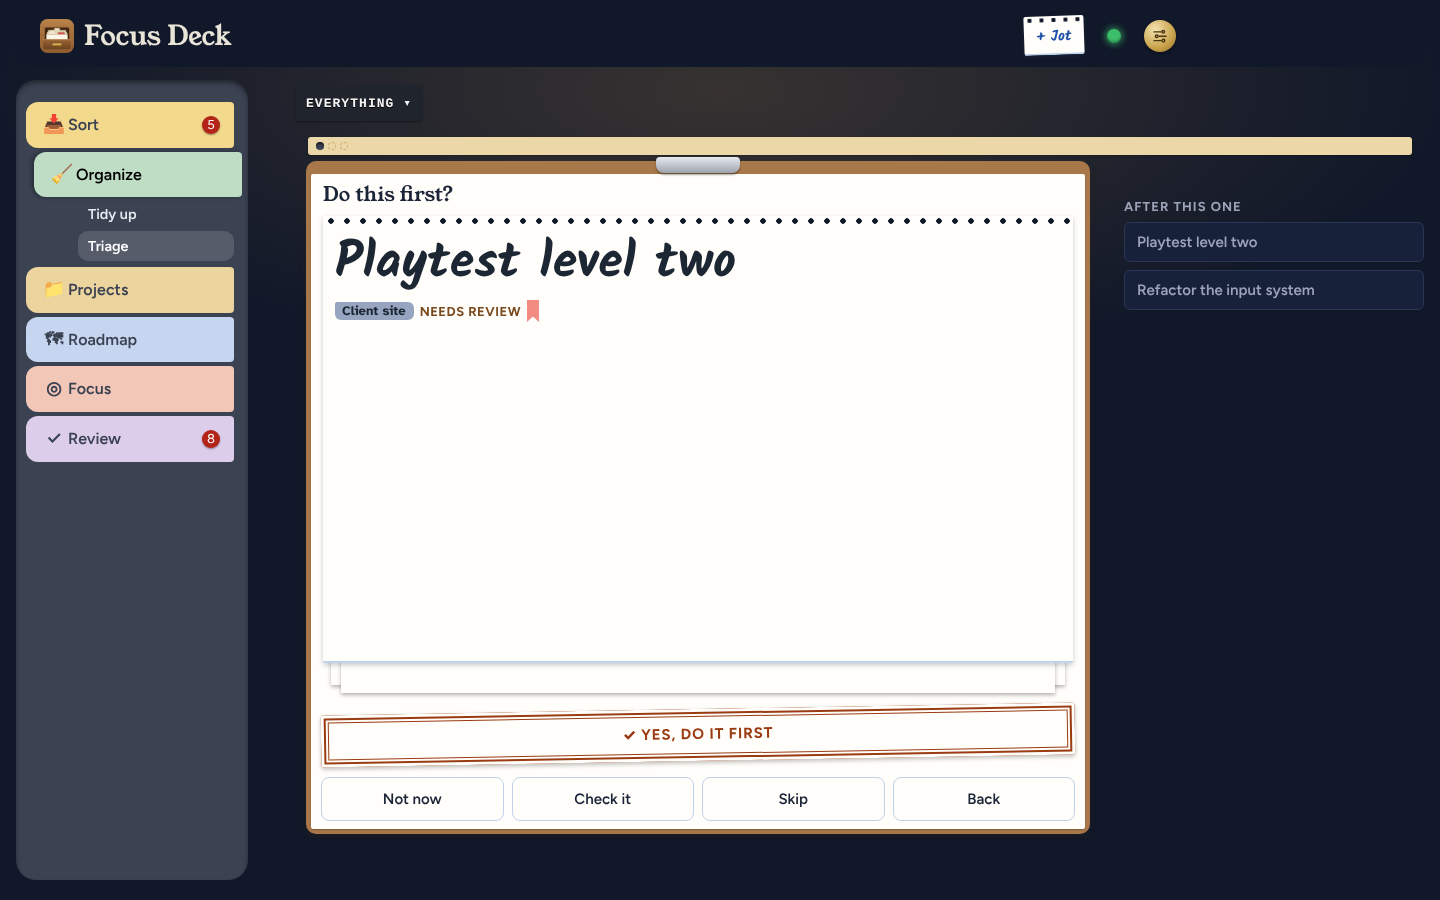 Focus Deck
+ Jot
Sort 5
Organize
Tidy up
Triage
Projects
Roadmap
Focus
Review 8
EVERYTHING ▾
Do this first?
Playtest level two
Client site NEEDS REVIEW
✓ YES, DO IT FIRST
Not now
Check it
Skip
Back
AFTER THIS ONE
Playtest level two
Refactor the input system